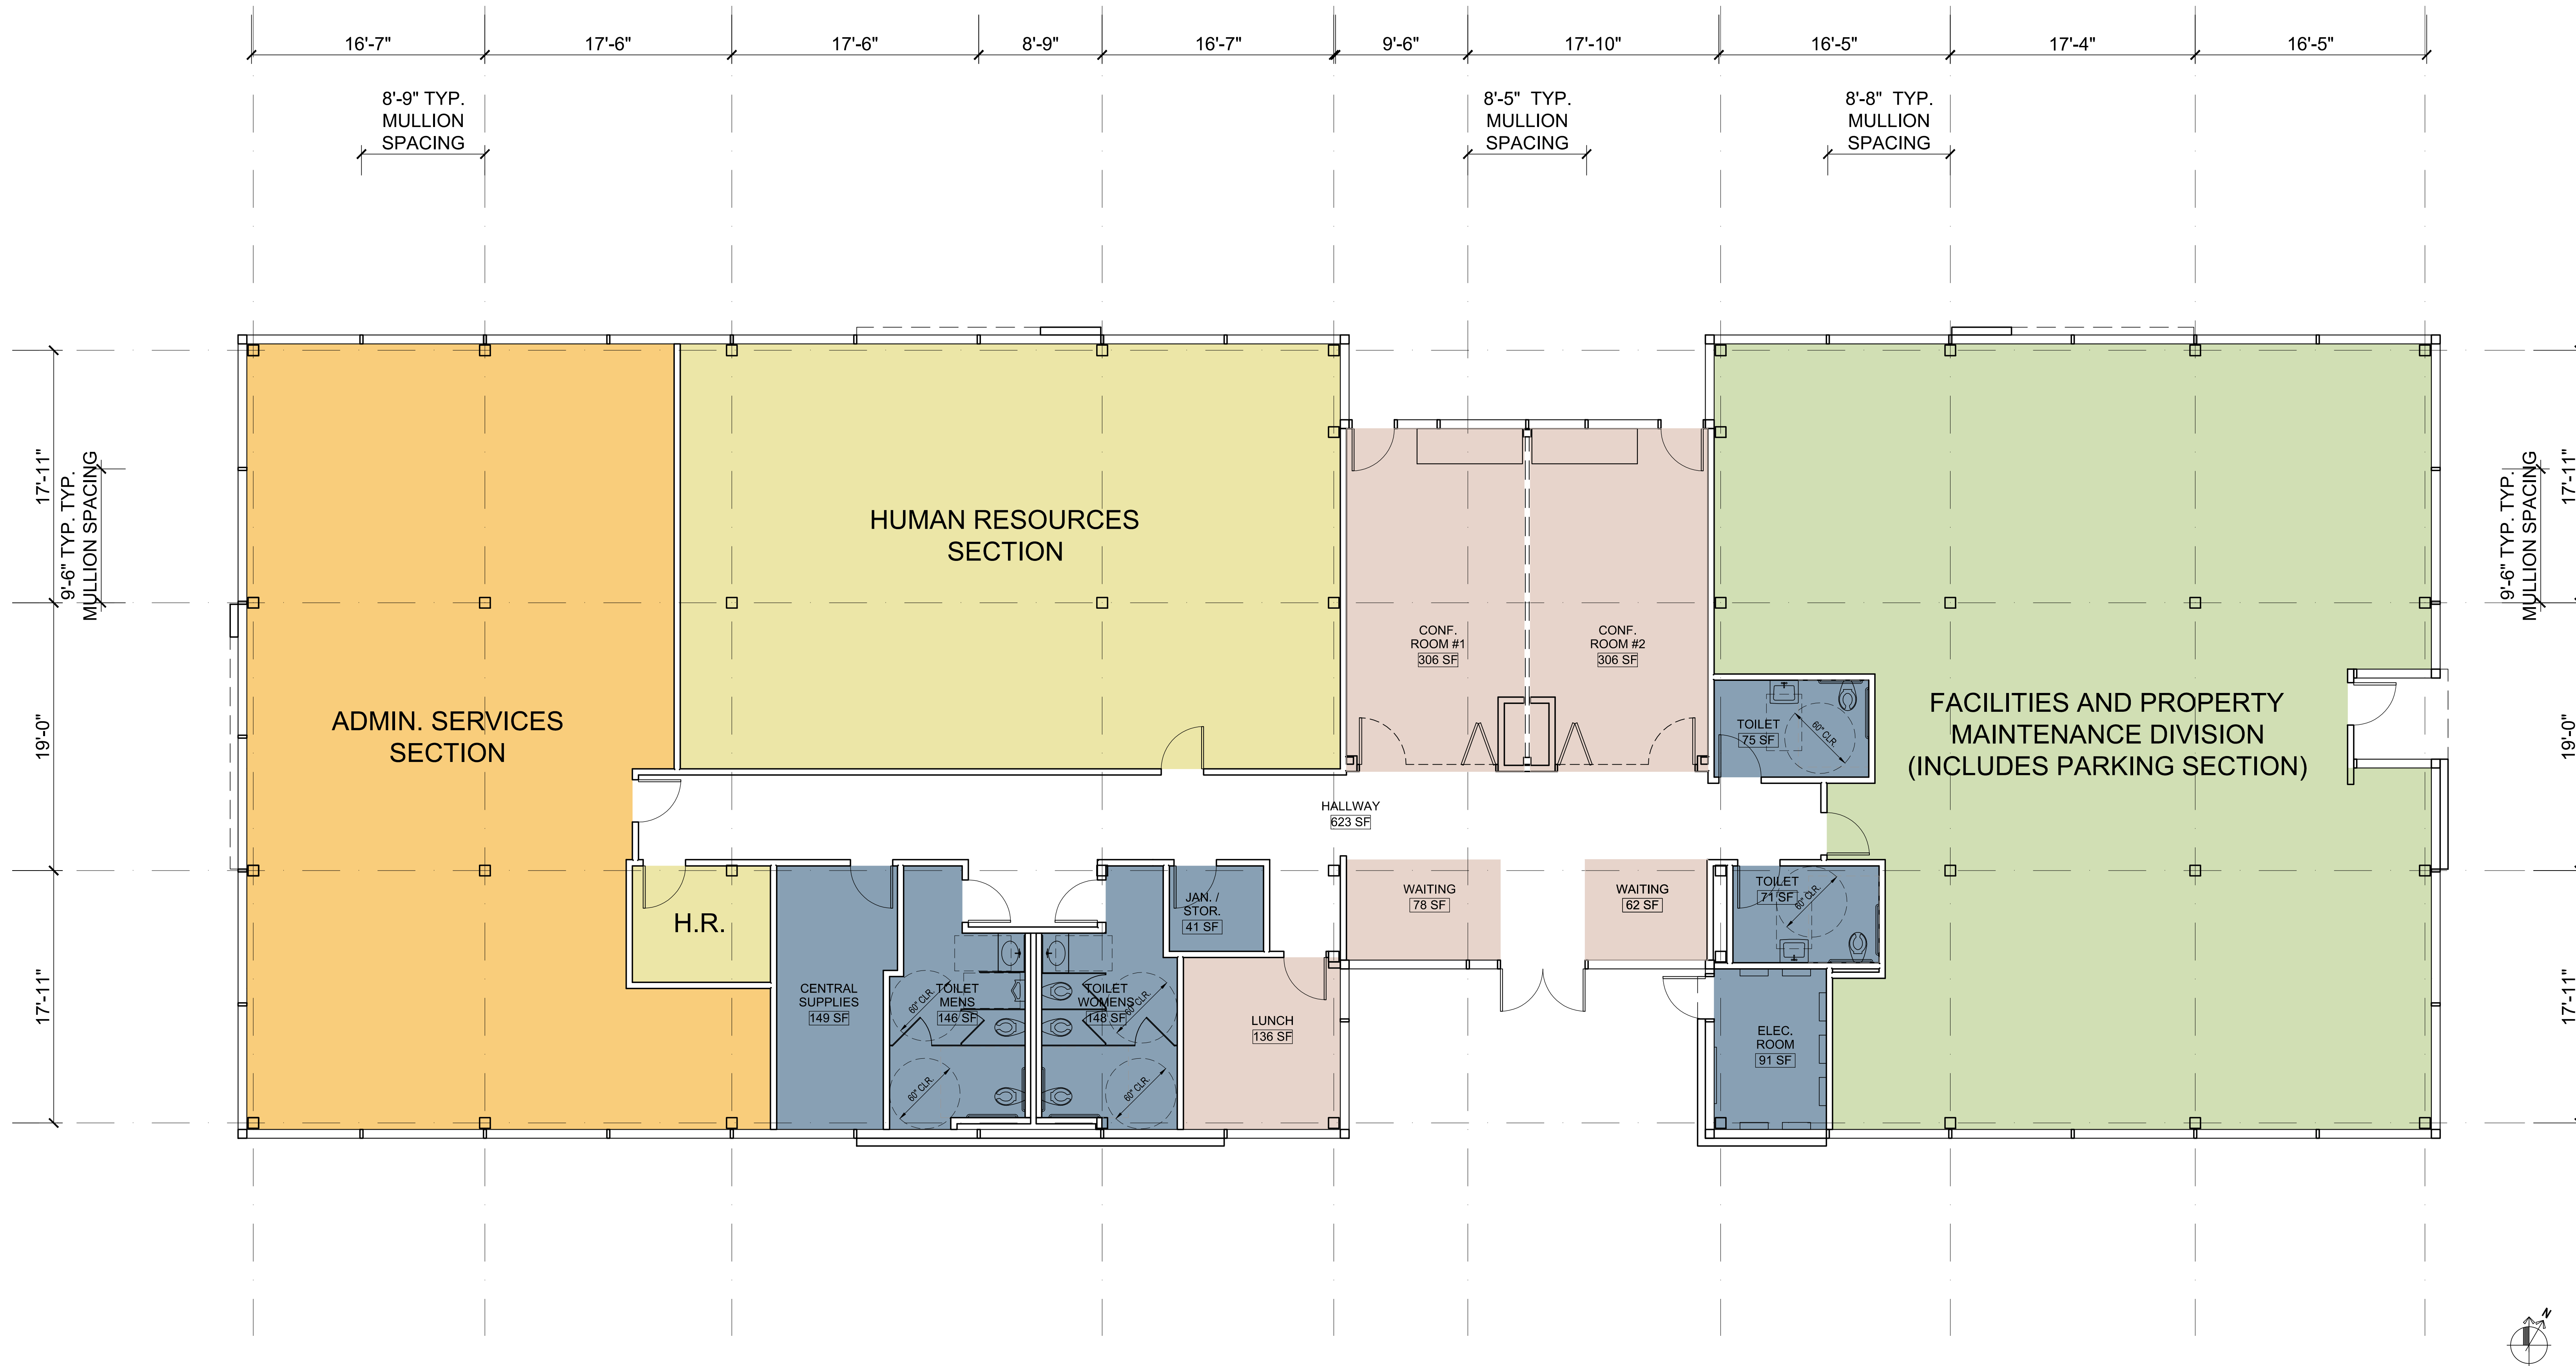 16'-7"
17'-6"
17'-6"
8'-9"
16'-7"
9'-6"
17'-10"
16'-5"
17'-4"
16'-5"
8'-9" TYP.
MULLION
SPACING
8'-5" TYP.
MULLION
SPACING
8'-8" TYP.
MULLION
SPACING
17'-11"
9'-6" TYP. TYP.
MULLION SPACING
19'-0"
17'-11"
ADMIN. SERVICES
SECTION
HUMAN RESOURCES
SECTION
CONF.
ROOM #1
306 SF
CONF.
ROOM #2
306 SF
TOILET
75 SF
60" CLR.
FACILITIES AND PROPERTY
MAINTENANCE DIVISION
(INCLUDES PARKING SECTION)
HALLWAY
623 SF
H.R.
CENTRAL
SUPPLIES
149 SF
TOILET
MENS
146 SF
60" CLR.
60" CLR.
TOILET
WOMENS
148 SF
60" CLR.
60" CLR.
JAN. /
STOR.
41 SF
LUNCH
136 SF
WAITING
78 SF
WAITING
62 SF
TOILET
71 SF
60" CLR.
ELEC.
ROOM
91 SF
17'-11"
9'-6" TYP. TYP.
MULLION SPACING
19'-0"
17'-11"
N